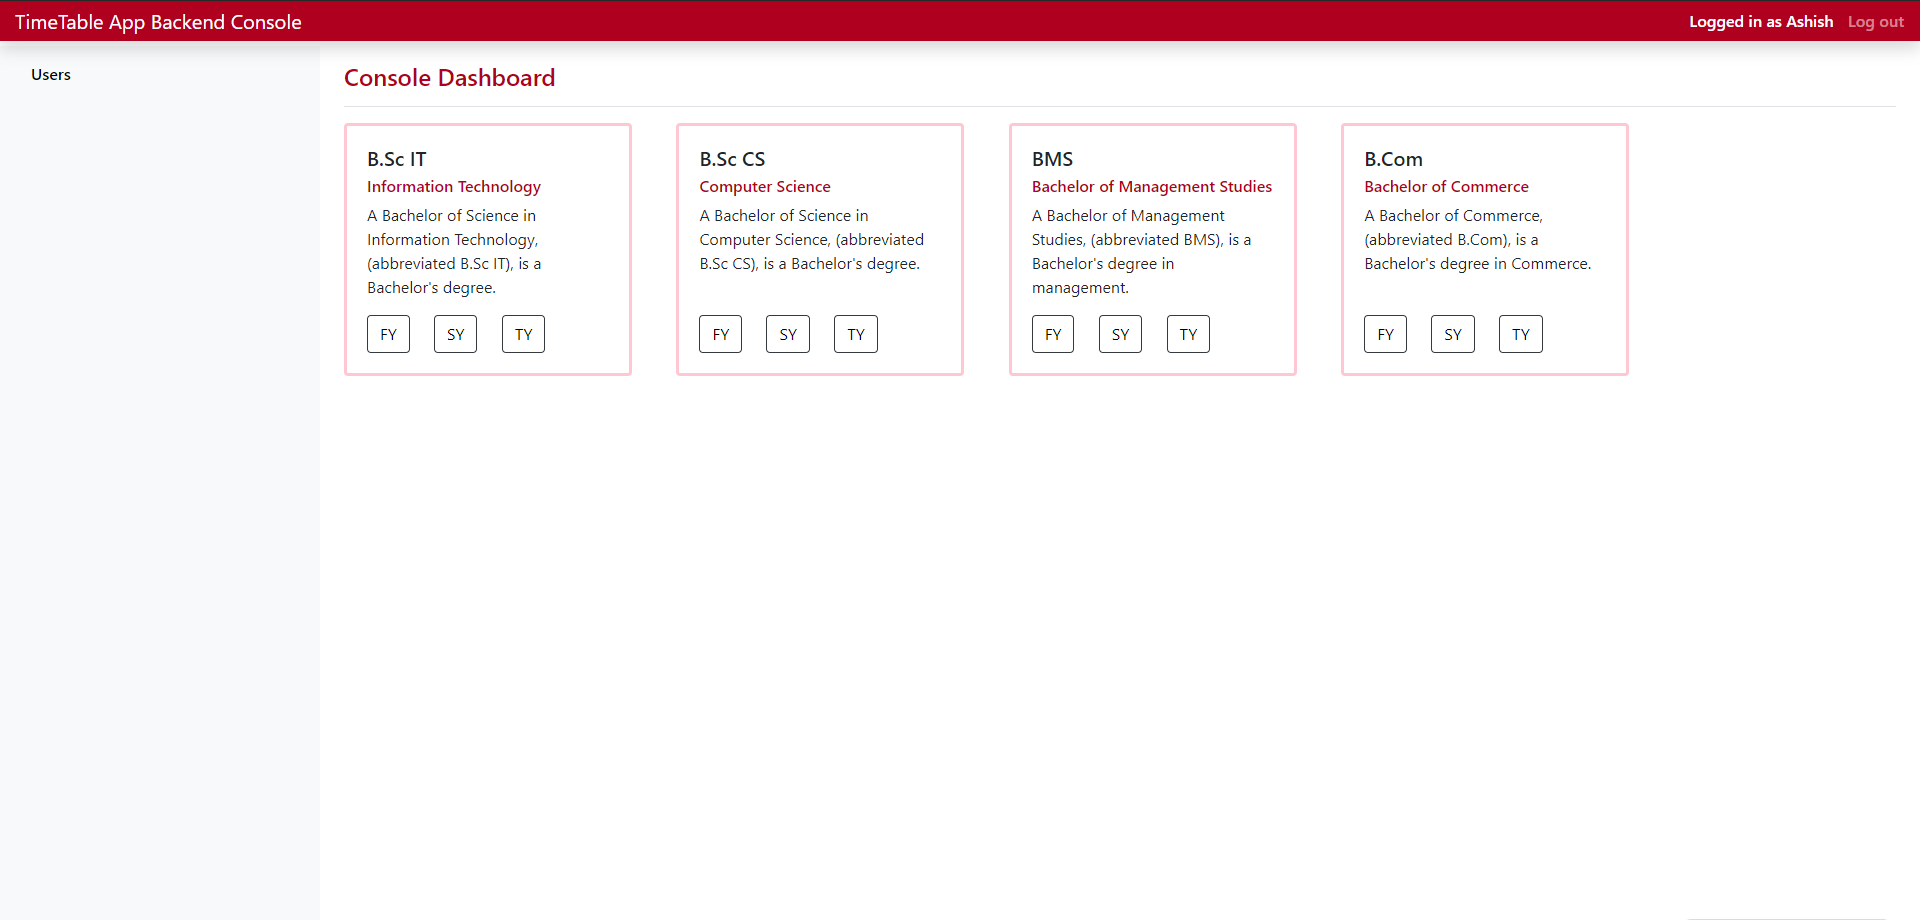 TimeTable App Backend Console
Logged in as Ashish Log out
Users
Console Dashboard
B.Sc IT
Information Technology
A Bachelor of Science in
Information Technology,
(abbreviated B.Sc IT), is a
Bachelor's degree.
FY SY TY
B.Sc CS
Computer Science
A Bachelor of Science in
Computer Science, (abbreviated
B.Sc CS), is a Bachelor's degree.
FY SY TY
BMS
Bachelor of Management Studies
A Bachelor of Management
Studies, (abbreviated BMS), is a
Bachelor's degree in
management.
FY SY TY
B.Com
Bachelor of Commerce
A Bachelor of Commerce,
(abbreviated B.Com), is a
Bachelor's degree in Commerce.
FY SY TY